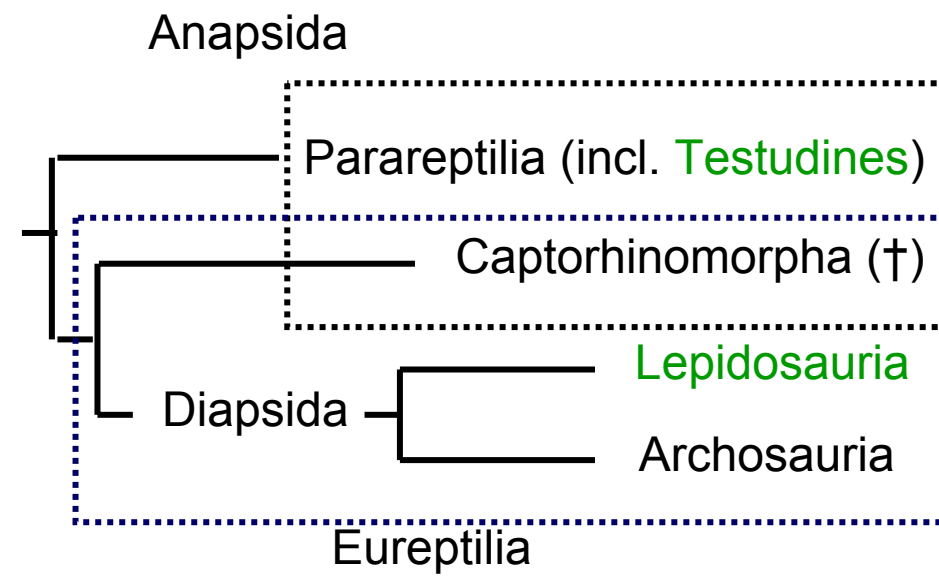 Anapsida
Parareptilia (incl. Testudines)
Captorhinomorpha (†)
Lepidosauria
Diapsida
Archosauria
Eureptilia